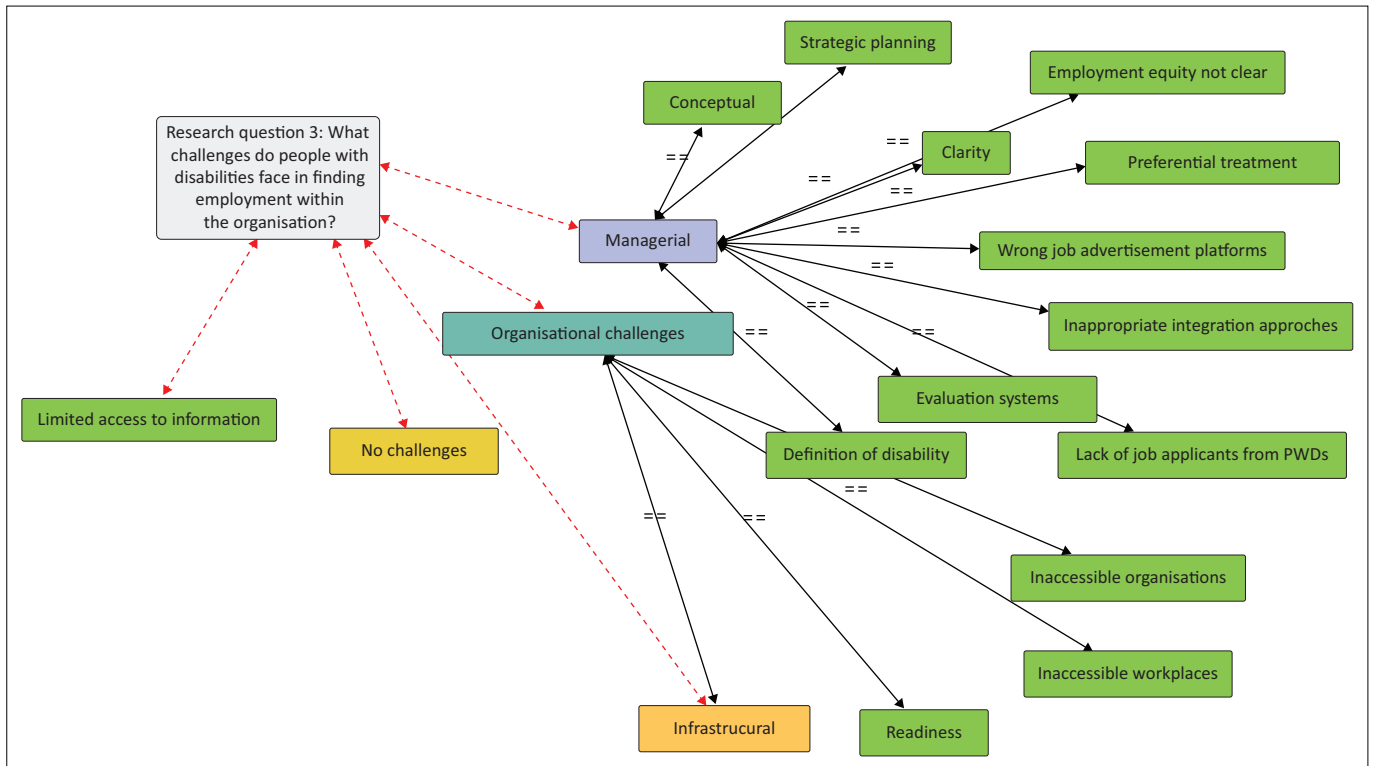 Strategic planning
Employment equity not clear
Conceptual
Research question 3: What
challenges do people with
disabilities face in finding
employment within
the organisation?
==
Clarity
==
Preferential treatment
==
==
Managerial
==
Wrong job advertisement platforms
==
==
Inappropriate integration approches
Organisational challenges
==
==
Evaluation systems
Limited access to information
No challenges
Definition of disability
Lack of job applicants from PWDs
==
==
==
Inaccessible organisations
Inaccessible workplaces
Infrastrucural
Readiness